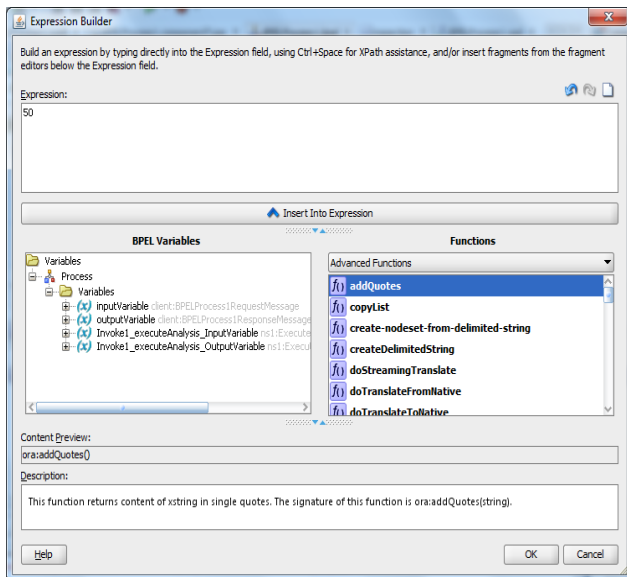 Expression Builder
Build an expression by typing directly into the Expression field, using Ctrl+Space for XPath assistance, and/or insert fragments from the fragment
editors below the Expression field.
Expression:
50
Insert Into Expression
BPEL Variables
Functions
Variables
Process
Variables
(x) inputVariable client:BPELProcess1RequestMessage
(x) outputVariable client:BPELProcess1ResponseMessage
(x) Invoke1_executeAnalysis_InputVariable ns1:Execute
(x) Invoke1_executeAnalysis_OutputVariable ns1:Execu
Advanced Functions
f() addQuotes
f() copyList
f() create-nodeset-from-delimited-string
f() createDelimitedString
f() doStreamingTranslate
f() doTranslateFromNative
f() doTranslateToNative
Content Preview:
ora:addQuotes()
Description:
This function returns content of xstring in single quotes. The signature of this function is ora:addQuotes(string).
Help
OK
Cancel